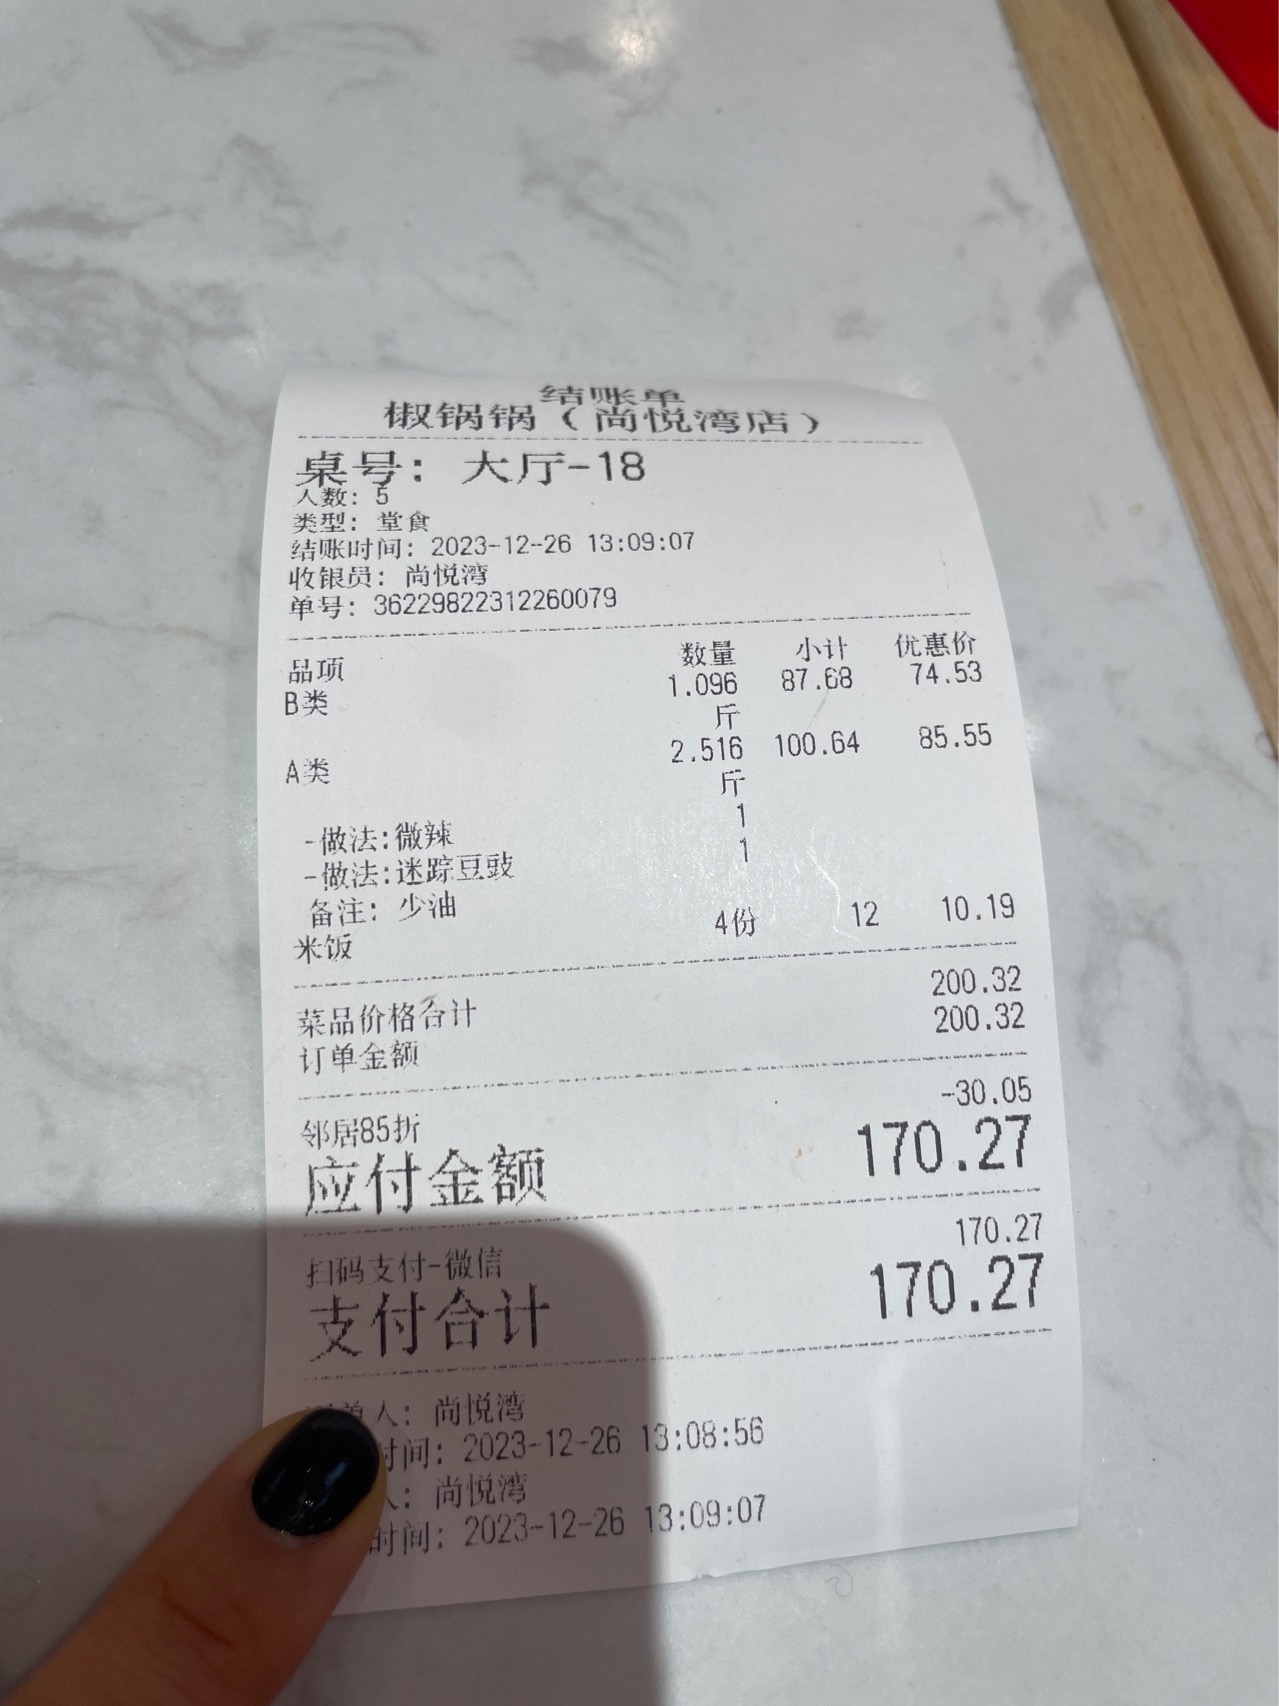 结账单
椒锅锅（尚悦湾店）
桌号: 大厅-18
人数: 5
类型: 堂食
结账时间: 2023-12-26 13:09:07
收银员: 尚悦湾
单号: 36229822312260079
品项 数量 小计 优惠价
B类 1.096 87.68 74.53
斤
A类 2.516 100.64 85.55
斤
-做法:微辣 1
-做法:迷踪豆豉 1
备注: 少油
米饭 4份 12 10.19
菜品价格合计 200.32
订单金额 200.32
邻居85折 -30.05
应付金额 170.27
扫码支付-微信 170.27
支付合计 170.27
单人: 尚悦湾
时间: 2023-12-26 13:08:56
人: 尚悦湾
时间: 2023-12-26 13:09:07